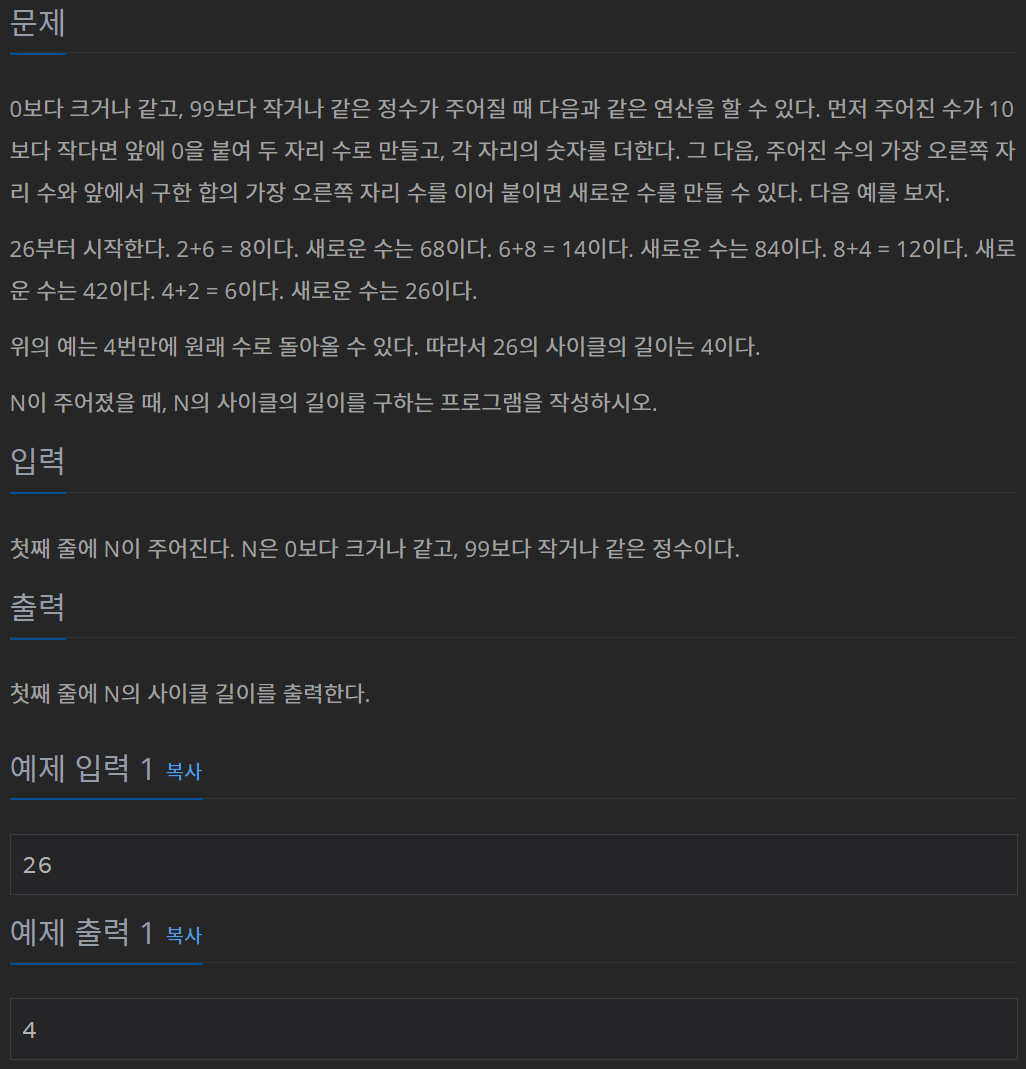 문제
0보다 크거나 같고, 99보다 작거나 같은 정수가 주어질 때 다음과 같은 연산을 할 수 있다. 먼저 주어진 수가 10
보다 작다면 앞에 0을 붙여 두 자리 수로 만들고, 각 자리의 숫자를 더한다. 그 다음, 주어진 수의 가장 오른쪽 자
리 수와 앞에서 구한 합의 가장 오른쪽 자리 수를 이어 붙이면 새로운 수를 만들 수 있다. 다음 예를 보자.
26부터 시작한다. 2+6 = 8이다. 새로운 수는 68이다. 6+8 = 14이다. 새로운 수는 84이다. 8+4 = 12이다. 새로
운 수는 42이다. 4+2 = 6이다. 새로운 수는 26이다.
위의 예는 4번만에 원래 수로 돌아올 수 있다. 따라서 26의 사이클의 길이는 4이다.
N이 주어졌을 때, N의 사이클의 길이를 구하는 프로그램을 작성하시오.
입력
첫째 줄에 N이 주어진다. N은 0보다 크거나 같고, 99보다 작거나 같은 정수이다.
출력
첫째 줄에 N의 사이클 길이를 출력한다.
예제 입력 1 복사
26
예제 출력 1 복사
4